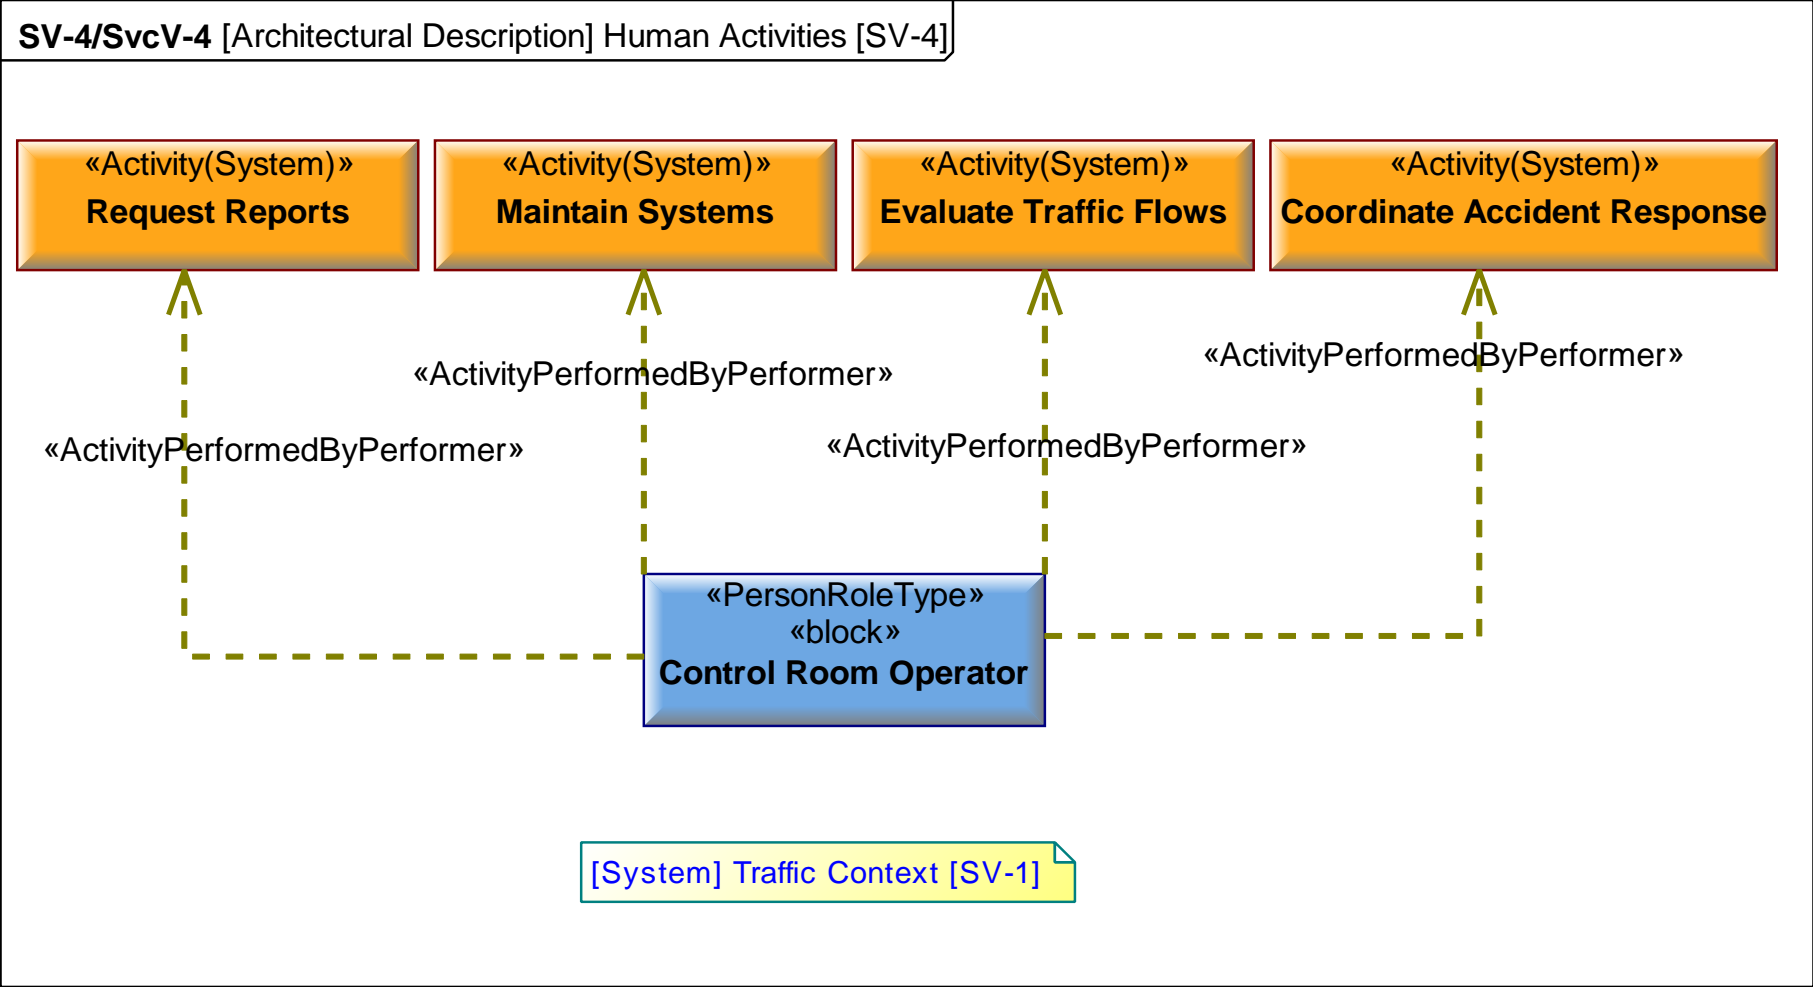 SV-4/SvcV-4 [Architectural Description] Human Activities [SV-4]
«Activity(System)»
Request Reports
«Activity(System)»
Maintain Systems
«Activity(System)»
Evaluate Traffic Flows
«Activity(System)»
Coordinate Accident Response
«ActivityPerformedByPerformer»
«ActivityPerformedByPerformer»
«ActivityPerformedByPerformer»
«ActivityPerformedByPerformer»
«PersonRoleType»
«block»
Control Room Operator
[System] Traffic Context [SV-1]